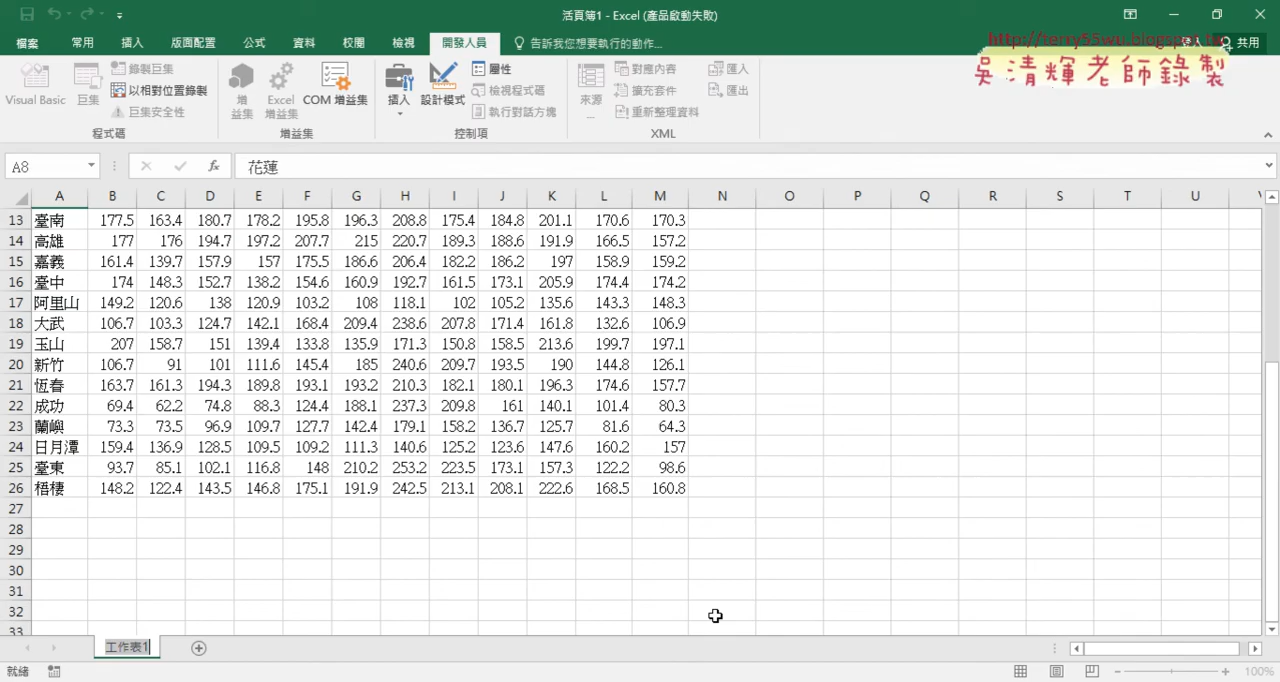 活頁簿1 - Excel (產品啟動失敗)
http://terry55wu.blogspot.tw
吳清輝老師錄製
檔案 常用 插入 版面配置 公式 資料 校閱 檢視 開發人員 告訴我您想要執行的動作... 共用
Visual Basic 巨集 錄製巨集 以相對位置錄製 巨集安全性 程式碼
增益集 Excel 增益集 COM 增益集 增益集
插入 設計模式 屬性 檢視程式碼 執行對話方塊 控制項
來源 對應內容 擴充套件 重新整理資料 匯入 匯出 XML
A8 fx 花蓮
A B C D E F G H I J K L M N O P Q R S T U
13 臺南 177.5 163.4 180.7 178.2 195.8 196.3 208.8 175.4 184.8 201.1 170.6 170.3
14 高雄 177 176 194.7 197.2 207.7 215 220.7 189.3 188.6 191.9 166.5 157.2
15 嘉義 161.4 139.7 157.9 157 175.5 186.6 206.4 182.2 186.2 197 158.9 159.2
16 臺中 174 148.3 152.7 138.2 154.6 160.9 192.7 161.5 173.1 205.9 174.4 174.2
17 阿里山 149.2 120.6 138 120.9 103.2 108 118.1 102 105.2 135.6 143.3 148.3
18 大武 106.7 103.3 124.7 142.1 168.4 209.4 238.6 207.8 171.4 161.8 132.6 106.9
19 玉山 207 158.7 151 139.4 133.8 135.9 171.3 150.8 158.5 213.6 199.7 197.1
20 新竹 106.7 91 101 111.6 145.4 185 240.6 209.7 193.5 190 144.8 126.1
21 恆春 163.7 161.3 194.3 189.8 193.1 193.2 210.3 182.1 180.1 196.3 174.6 157.7
22 成功 69.4 62.2 74.8 88.3 124.4 188.1 237.3 209.8 161 140.1 101.4 80.3
23 蘭嶼 73.3 73.5 96.9 109.7 127.7 142.4 179.1 158.2 136.7 125.7 81.6 64.3
24 日月潭 159.4 136.9 128.5 109.5 109.2 111.3 140.6 125.2 123.6 147.6 160.2 157
25 臺東 93.7 85.1 102.1 116.8 148 210.2 253.2 223.5 173.1 157.3 122.2 98.6
26 梧棲 148.2 122.4 143.5 146.8 175.1 191.9 242.5 213.1 208.1 222.6 168.5 160.8
27
28
29
30
31
32
33
工作表1
就緒 100%